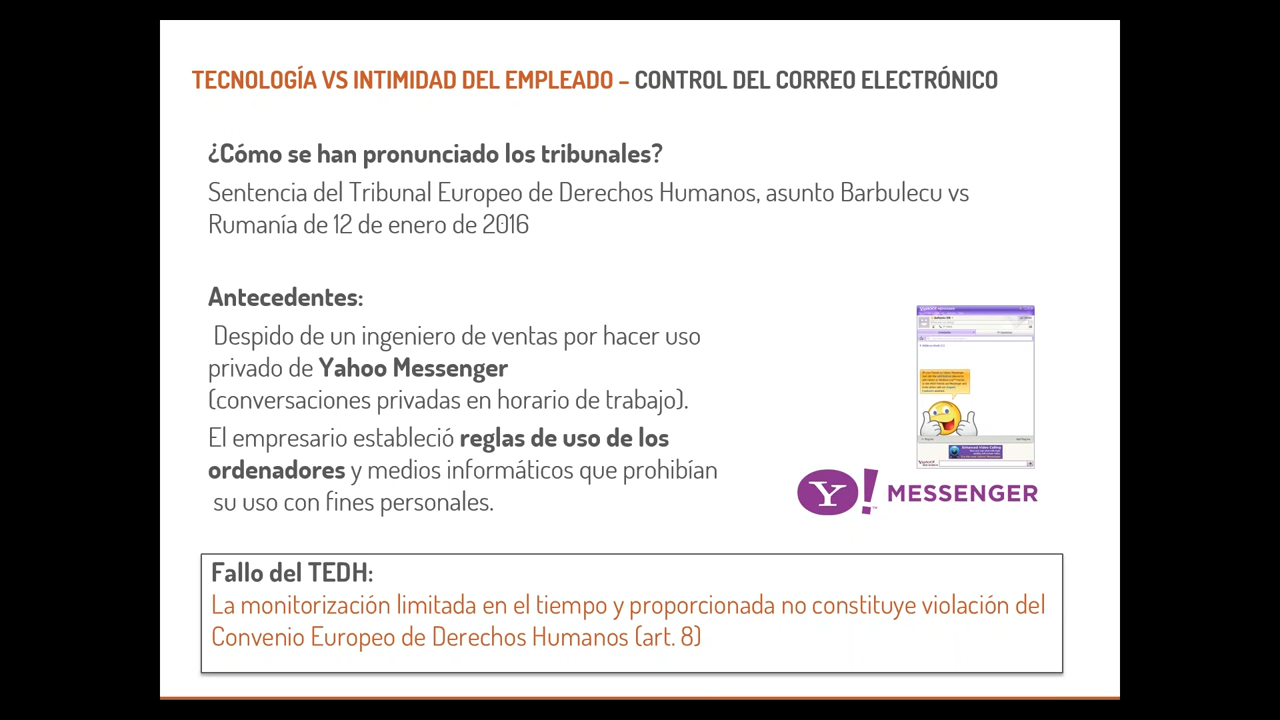 TECNOLOGÍA VS INTIMIDAD DEL EMPLEADO – CONTROL DEL CORREO ELECTRÓNICO
¿Cómo se han pronunciado los tribunales?
Sentencia del Tribunal Europeo de Derechos Humanos, asunto Barbulecu vs
Rumanía de 12 de enero de 2016
Antecedentes:
Despido de un ingeniero de ventas por hacer uso
privado de Yahoo Messenger
(conversaciones privadas en horario de trabajo).
El empresario estableció reglas de uso de los
ordenadores y medios informáticos que prohibían
su uso con fines personales.
Y! MESSENGER
Fallo del TEDH:
La monitorización limitada en el tiempo y proporcionada no constituye violación del
Convenio Europeo de Derechos Humanos (art. 8)